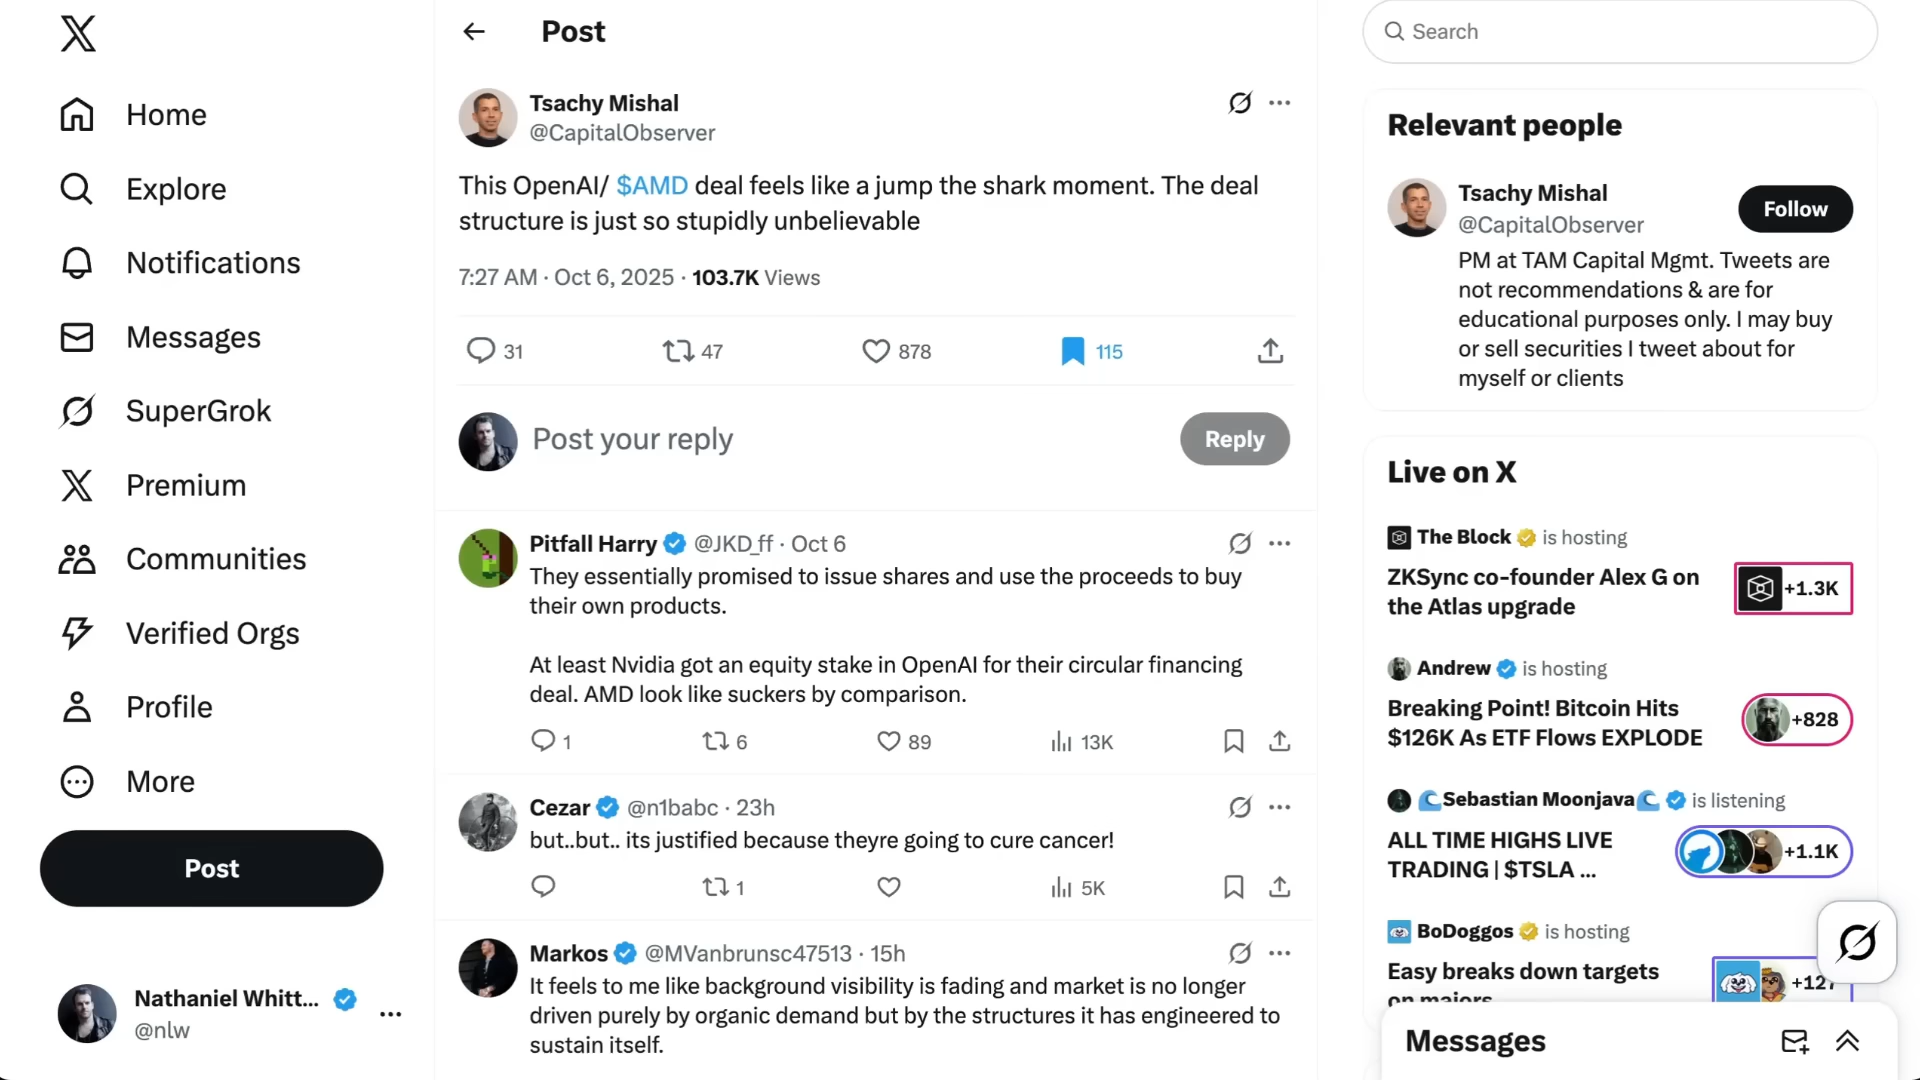 Home
Explore
Notifications
Messages
SuperGrok
Premium
Communities
Verified Orgs
Profile
More
Post
Nathaniel Whitt...
@nlw
Post
Tsachy Mishal
@CapitalObserver
This OpenAI/ $AMD deal feels like a jump the shark moment. The deal
structure is just so stupidly unbelievable
7:27 AM · Oct 6, 2025 · 103.7K Views
31 47 878 115
Post your reply
Reply
Pitfall Harry @JKD_ff · Oct 6
They essentially promised to issue shares and use the proceeds to buy
their own products.
At least Nvidia got an equity stake in OpenAI for their circular financing
deal. AMD look like suckers by comparison.
1 6 89 13K
Cezar @n1babc · 23h
but..but.. its justified because theyre going to cure cancer!
1 5K
Markos @MVanbrunsc47513 · 15h
It feels to me like background visibility is fading and market is no longer
driven purely by organic demand but by the structures it has engineered to
sustain itself.
Search
Relevant people
Tsachy Mishal
@CapitalObserver
Follow
PM at TAM Capital Mgmt. Tweets are
not recommendations & are for
educational purposes only. I may buy
or sell securities I tweet about for
myself or clients
Live on X
The Block is hosting
ZKSync co-founder Alex G on
the Atlas upgrade
+1.3K
Andrew is hosting
Breaking Point! Bitcoin Hits
$126K As ETF Flows EXPLODE
+828
🌊Sebastian Moonjava🌊 is listening
ALL TIME HIGHS LIVE
TRADING | $TSLA ...
+1.1K
BoDoggos is hosting
Easy breaks down targets
on majors
+127
Messages